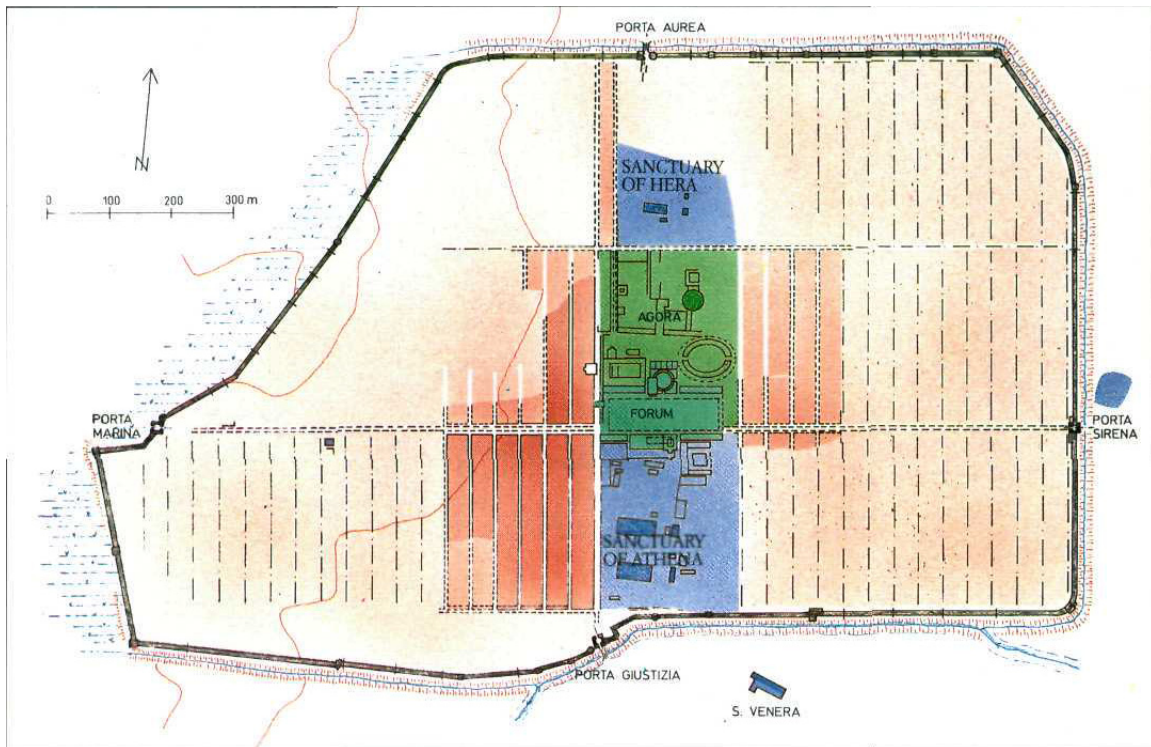 PORTA AUREA
N
0 100 200 300 m
SANCTUARY
OF HERA
AGORA
FORUM
PORTA
MARINA
PORTA
SIRENA
SANCTUARY
OF ATHENA
PORTA GIUSTIZIA
S. VENERA